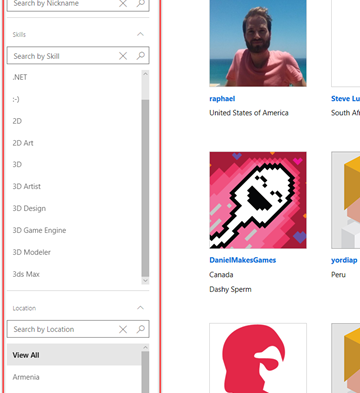 Search by Nickname
Skills
Search by Skill
.NET
:-)
2D
2D Art
3D
3D Artist
3D Design
3D Game Engine
3D Modeler
3ds Max
Location
Search by Location
View All
Armenia
raphael
United States of America
Steve Lu
South Af
DanielMakesGames
Canada
Dashy Sperm
yordiap
Peru